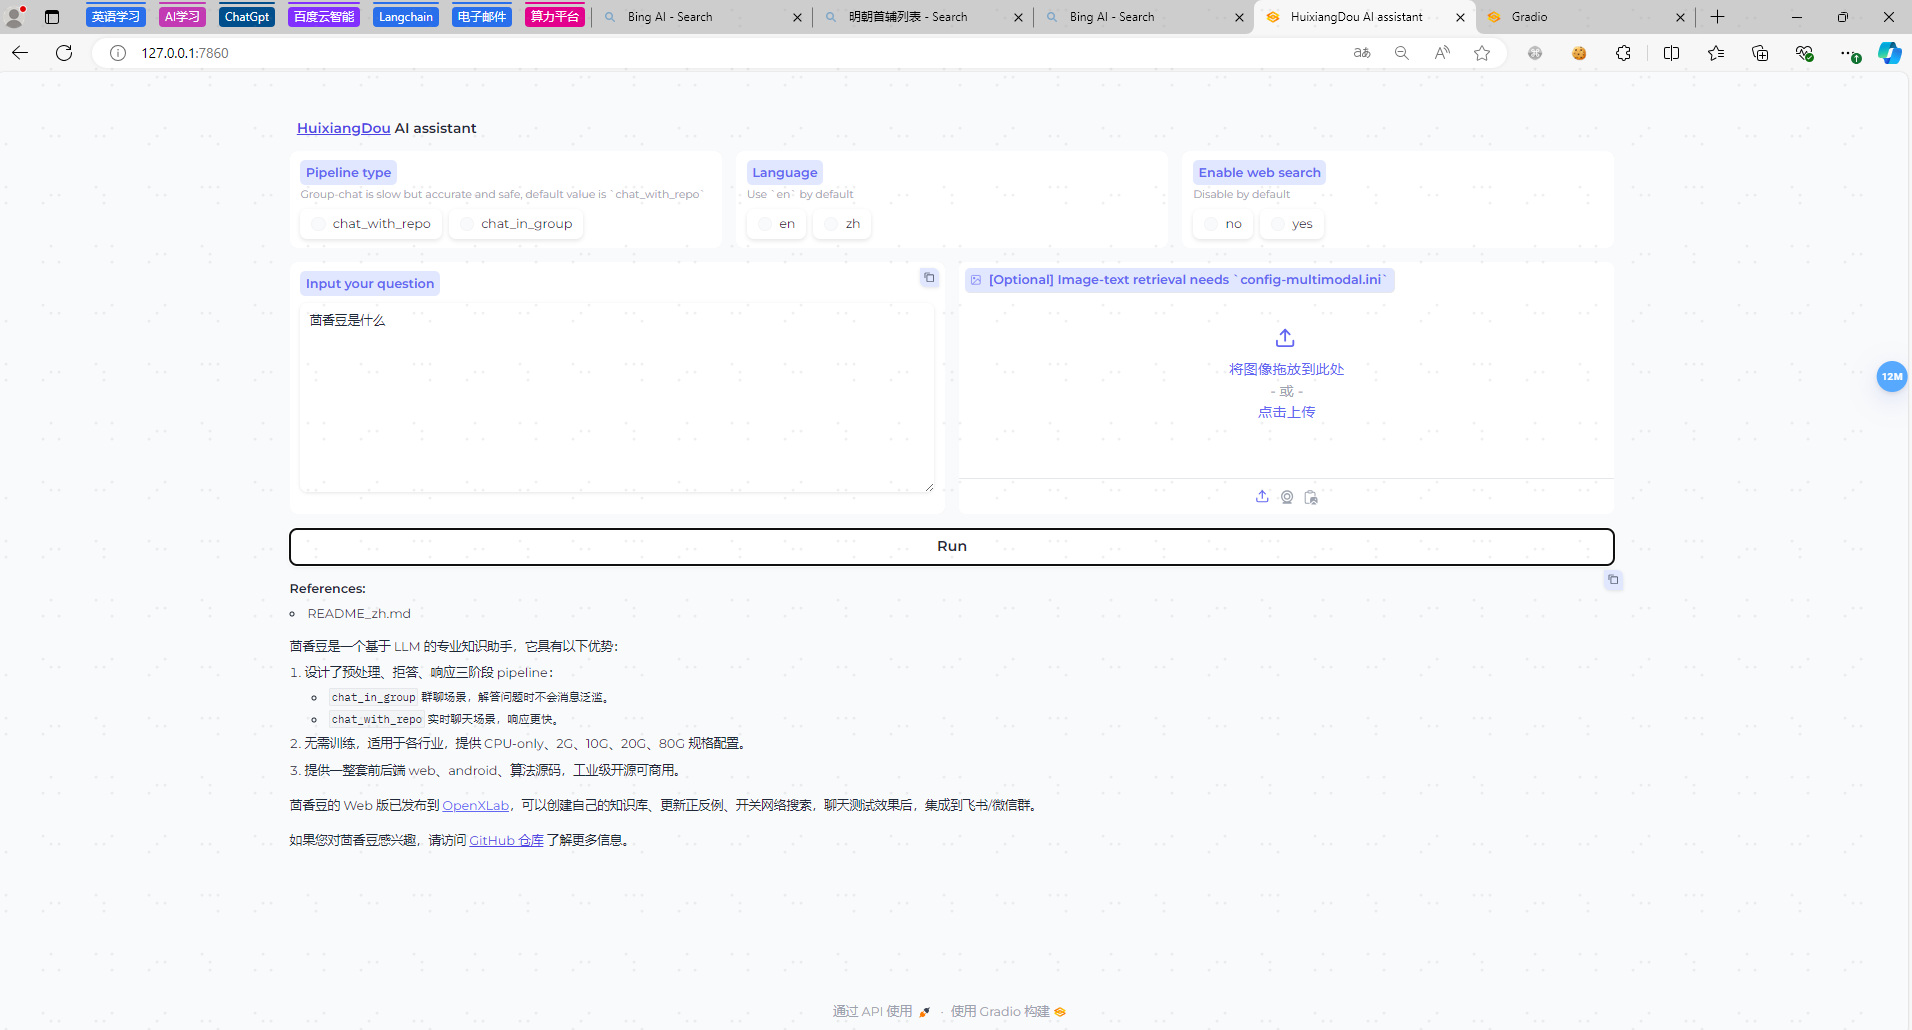 英语学习 AI学习 ChatGpt 百度云智能 Langchain 电子邮件 算力平台 Bing AI - Search 明朝首辅列表 - Search Bing AI - Search HuixiangDou AI assistant Gradio
127.0.0.1:7860
aあ
HuixiangDou AI assistant
Pipeline type
Group-chat is slow but accurate and safe, default value is `chat_with_repo`
chat_with_repo chat_in_group
Language
Use `en` by default
en zh
Enable web search
Disable by default
no yes
Input your question
茴香豆是什么
[Optional] Image-text retrieval needs `config-multimodal.ini`
将图像拖放到此处
- 或 -
点击上传
12M
Run
References:
README_zh.md
茴香豆是一个基于 LLM 的专业知识助手，它具有以下优势：
1. 设计了预处理、拒答、响应三阶段 pipeline：
chat_in_group 群聊场景，解答问题时不会消息泛滥。
chat_with_repo 实时聊天场景，响应更快。
2. 无需训练，适用于各行业，提供 CPU-only、2G、10G、20G、80G 规格配置。
3. 提供一整套前后端 web、android、算法源码，工业级开源可商用。
茴香豆的 Web 版已发布到 OpenXLab，可以创建自己的知识库、更新正反例、开关网络搜索，聊天测试效果后，集成到飞书/微信群。
如果您对茴香豆感兴趣，请访问 GitHub 仓库 了解更多信息。
通过 API 使用 · 使用 Gradio 构建